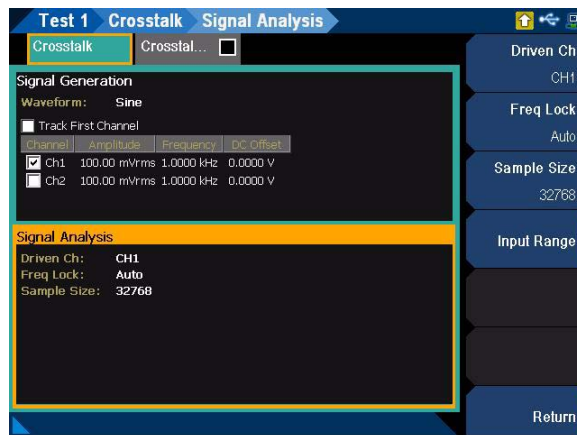 Test 1 Crosstalk Signal Analysis
Crosstalk Crosstal...
Signal Generation
Waveform: Sine
Track First Channel
Channel Amplitude Frequency DC Offset
Ch1 100.00 mVrms 1.0000 kHz 0.0000 V
Ch2 100.00 mVrms 1.0000 kHz 0.0000 V
Signal Analysis
Driven Ch: CH1
Freq Lock: Auto
Sample Size: 32768
Driven Ch
CH1
Freq Lock
Auto
Sample Size
32768
Input Range
Return